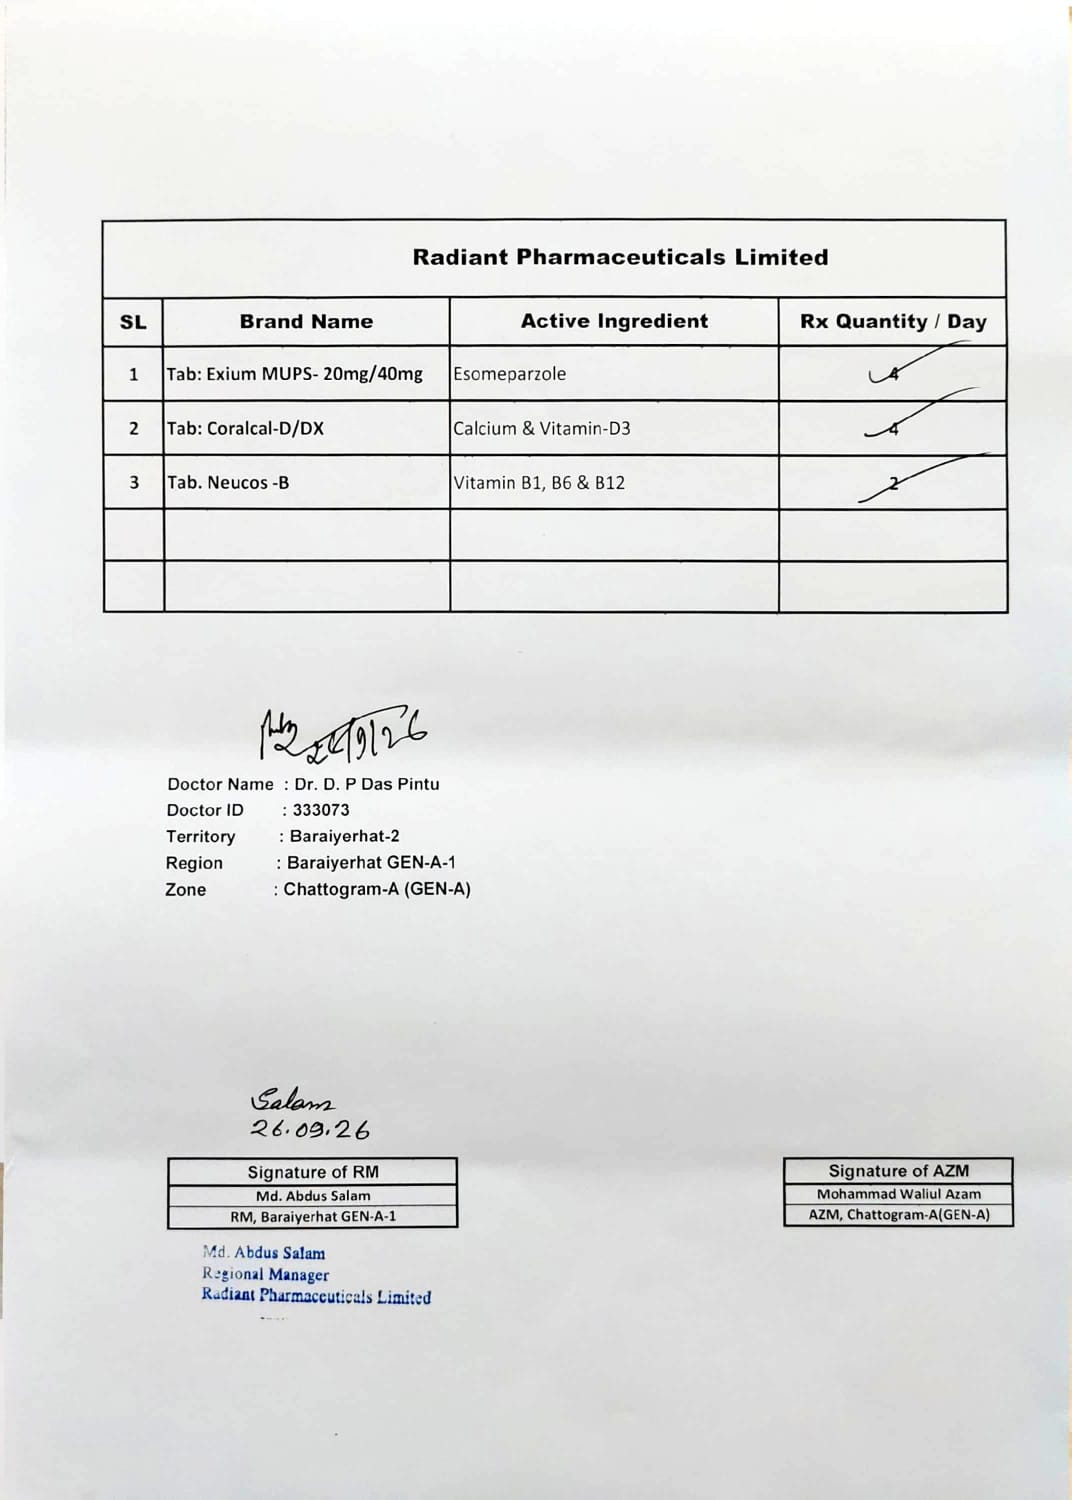 Radiant Pharmaceuticals Limited
SL Brand Name Active Ingredient Rx Quantity / Day
1 Tab: Exium MUPS- 20mg/40mg Esomeparzole 4
2 Tab: Coralcal-D/DX Calcium & Vitamin-D3 4
3 Tab. Neucos -B Vitamin B1, B6 & B12 2
Doctor Name : Dr. D. P Das Pintu
Doctor ID : 333073
Territory : Baraiyerhat-2
Region : Baraiyerhat GEN-A-1
Zone : Chattogram-A (GEN-A)
Salam
26.09.26
Signature of RM
Md. Abdus Salam
RM, Baraiyerhat GEN-A-1
Signature of AZM
Mohammad Waliul Azam
AZM, Chattogram-A(GEN-A)
Md. Abdus Salam
Regional Manager
Radiant Pharmaceuticals Limited